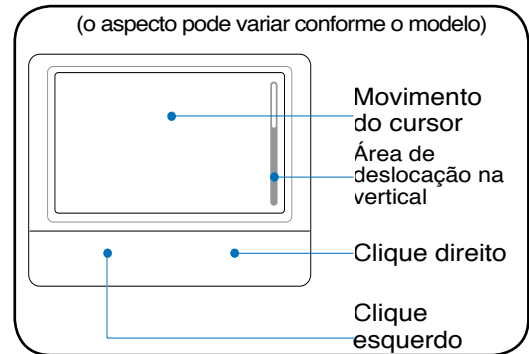 (o aspecto pode variar conforme o modelo)
Movimento
do cursor
Área de
deslocação na
vertical
Clique direito
Clique
esquerdo